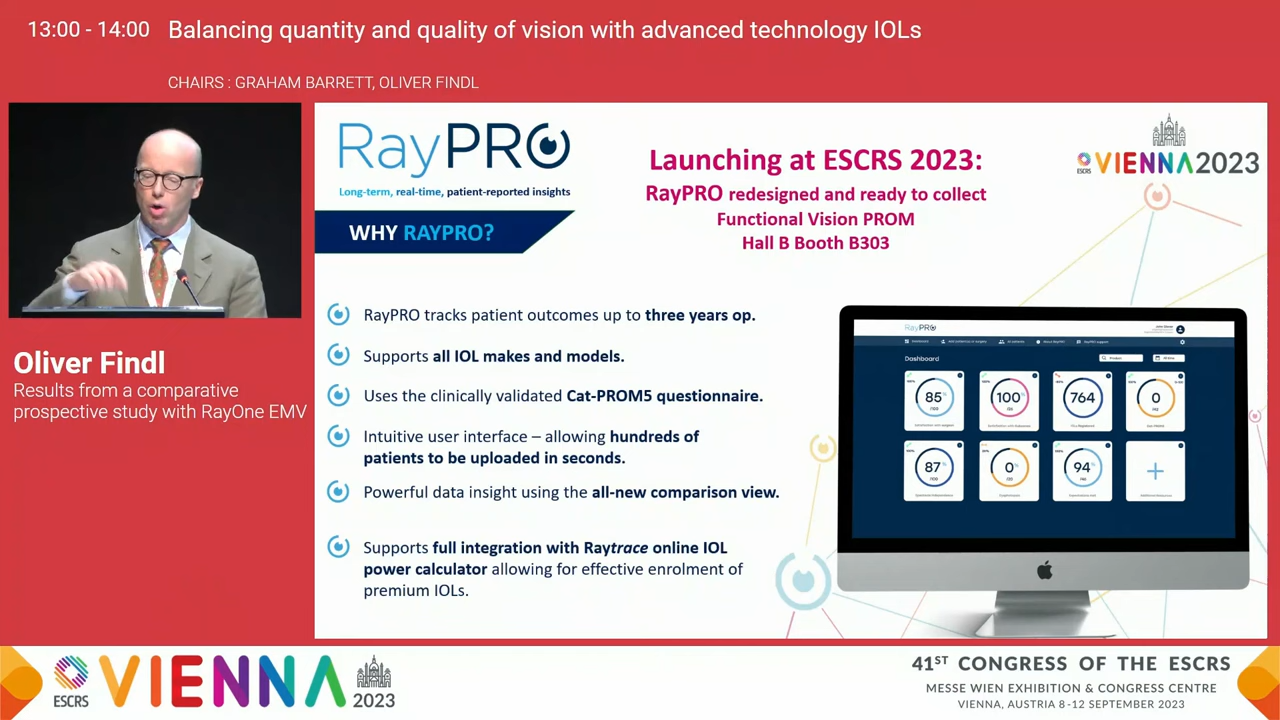 13:00 - 14:00 Balancing quantity and quality of vision with advanced technology IOLs
CHAIRS : GRAHAM BARRETT, OLIVER FINDL
Oliver Findl
Results from a comparative
prospective study with RayOne EMV
RayPRO
Long-term, real-time, patient-reported insights
WHY RAYPRO?
Launching at ESCRS 2023:
RayPRO redesigned and ready to collect
Functional Vision PROM
Hall B Booth B303
ESCRS VIENNA2023
RayPRO tracks patient outcomes up to three years op.
Supports all IOL makes and models.
Uses the clinically validated Cat-PROM5 questionnaire.
Intuitive user interface – allowing hundreds of
patients to be uploaded in seconds.
Powerful data insight using the all-new comparison view.
Supports full integration with Raytrace online IOL
power calculator allowing for effective enrolment of
premium IOLs.
RayPRO
Dashboard
85%
100%
764
0
87%
0%
94%
+
ESCRS VIENNA 2023
41ST CONGRESS OF THE ESCRS
MESSE WIEN EXHIBITION & CONGRESS CENTRE
VIENNA, AUSTRIA 8-12 SEPTEMBER 2023